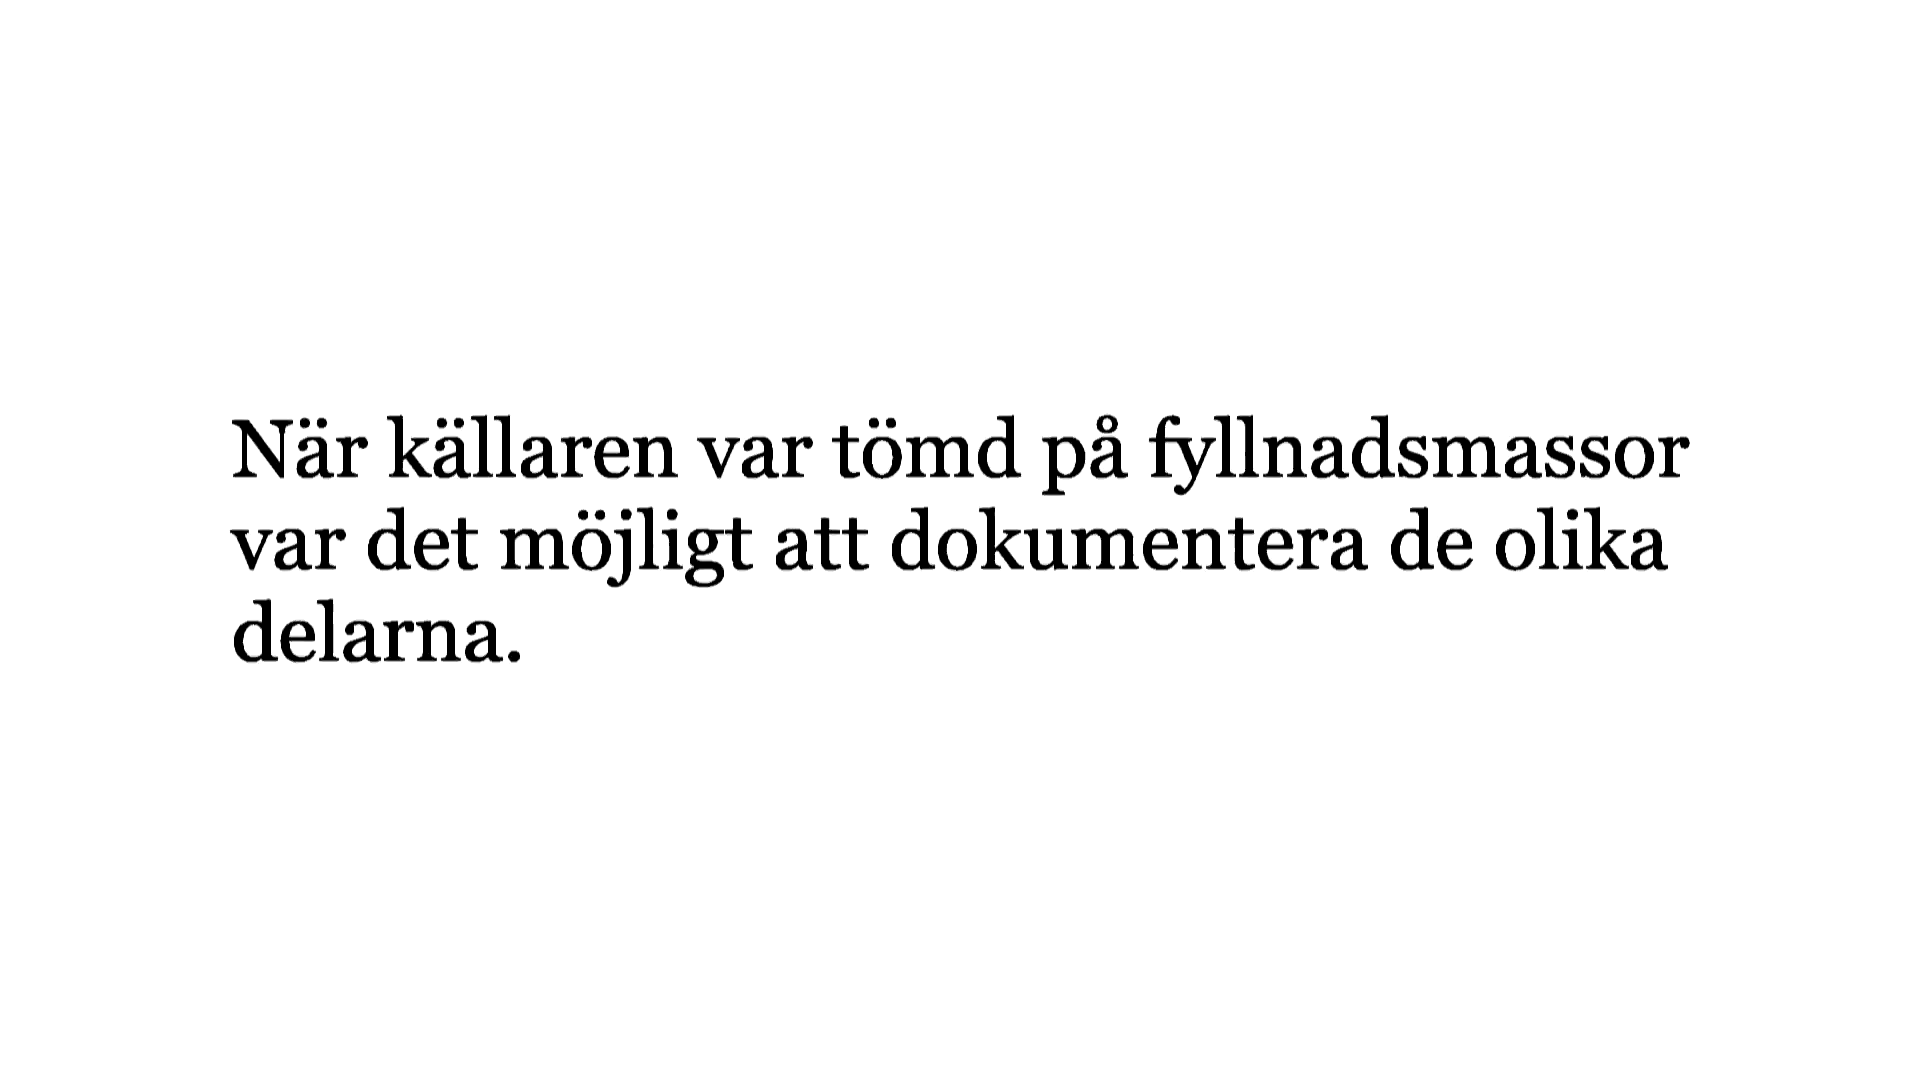 När källaren var tömd på fyllnadsmassor
var det möjligt att dokumentera de olika
delarna.